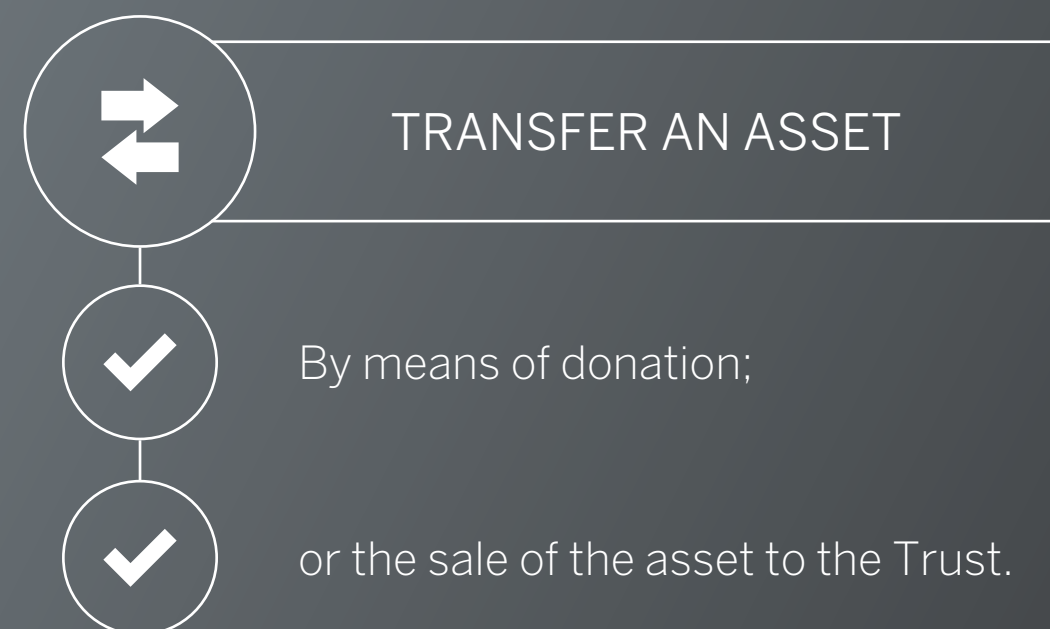 TRANSFER AN ASSET
By means of donation;
or the sale of the asset to the Trust.